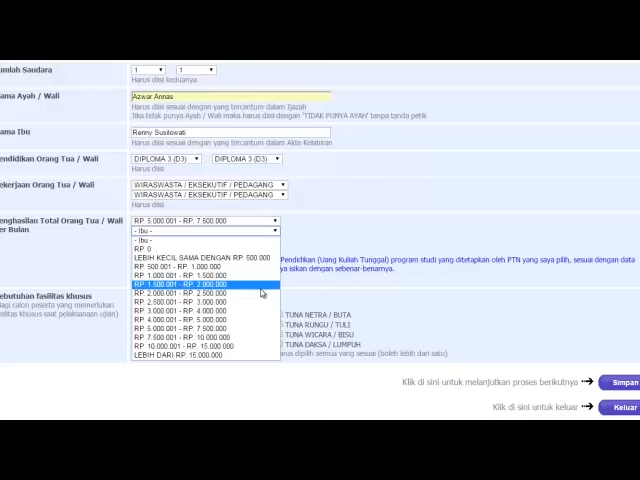 umlah Saudara
1 1
Harus diisi keduanya
ama Ayah / Wali
Azwar Annas
Harus diisi sesuai dengan yang tercantum dalam Ijazah
Jika tidak punya Ayah / Wali maka harus diisi dengan 'TIDAK PUNYA AYAH' tanpa tanda petik
ama Ibu
Renny Susilowati
Harus diisi sesuai dengan yang tercantum dalam Akte Kelahiran
endidikan Orang Tua / Wali
DIPLOMA 3 (D3) DIPLOMA 3 (D3)
Harus diisi
ekerjaan Orang Tua / Wali
WIRASWASTA / EKSEKUTIF / PEDAGANG
WIRASWASTA / EKSEKUTIF / PEDAGANG
Harus diisi
enghasilan Total Orang Tua / Wali
er Bulan
RP. 5.000.001 - RP. 7.500.000
- Ibu -
- Ibu -
RP. 0
LEBIH KECIL SAMA DENGAN RP. 500.000
RP. 500.001 - RP. 1.000.000
RP. 1.000.001 - RP. 1.500.000
RP. 1.500.001 - RP. 2.000.000
RP. 2.000.001 - RP. 2.500.000
RP. 2.500.001 - RP. 3.000.000
RP. 3.000.001 - RP. 4.000.000
RP. 4.000.001 - RP. 5.000.000
RP. 5.000.001 - RP. 7.500.000
RP. 7.500.001 - RP. 10.000.000
RP. 10.000.001 - RP. 15.000.000
LEBIH DARI RP. 15.000.000
Pendidikan (Uang Kuliah Tunggal) program studi yang ditetapkan oleh PTN yang saya pilih, sesuai dengan data
ya isikan dengan sebenar-benarnya.
ebutuhan fasilitas khusus
Bagi calon peserta yang memerlukan
asilitas khusus saat pelaksanaan ujian)
TUNA NETRA / BUTA
TUNA RUNGU / TULI
TUNA WICARA / BISU
TUNA DAKSA / LUMPUH
rus dipilih semua yang sesuai (boleh lebih dari satu)
Klik di sini untuk melanjutkan proses berikutnya
Simpan
Klik di sini untuk keluar
Keluar